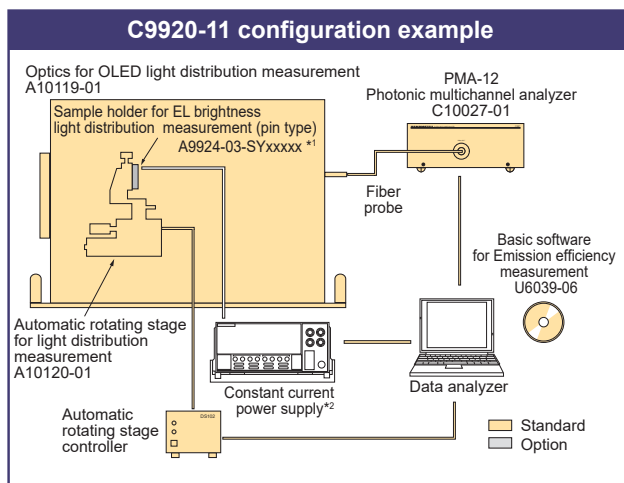 C9920-11 configuration example
Optics for OLED light distribution measurement
A10119-01
Sample holder for EL brightness
light distribution measurement (pin type)
A9924-03-SYxxxxx *1
PMA-12
Photonic multichannel analyzer
C10027-01
Fiber
probe
Basic software
for Emission efficiency
measurement
U6039-06
Automatic rotating stage
for light distribution
measurement
A10120-01
Constant current
power supply*2
Data analyzer
Automatic
rotating stage
controller
DS102
Standard
Option